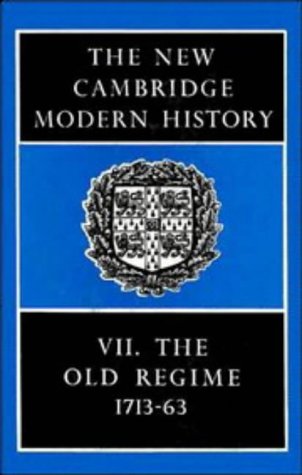 THE NEW
CAMBRIDGE
MODERN HISTORY
VII. THE
OLD REGIME
1713-63